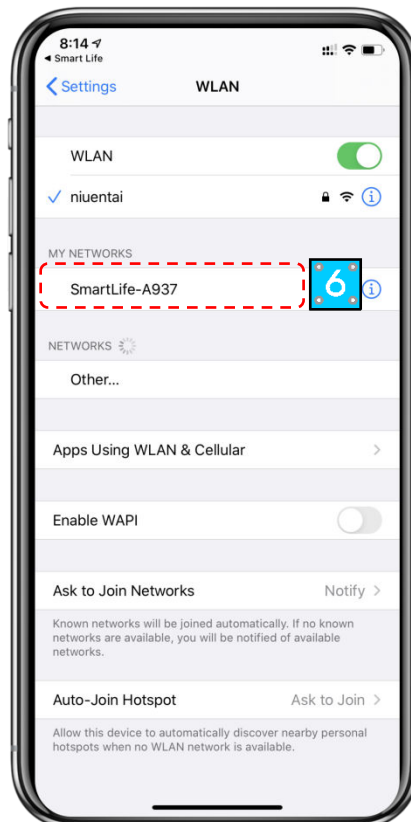 8:14
◀ Smart Life
Settings WLAN
WLAN
niuentai
MY NETWORKS
SmartLife-A937
6
NETWORKS
Other...
Apps Using WLAN & Cellular
Enable WAPI
Ask to Join Networks Notify
Known networks will be joined automatically. If no known
networks are available, you will be notified of available
networks.
Auto-Join Hotspot Ask to Join
Allow this device to automatically discover nearby personal
hotspots when no WLAN network is available.